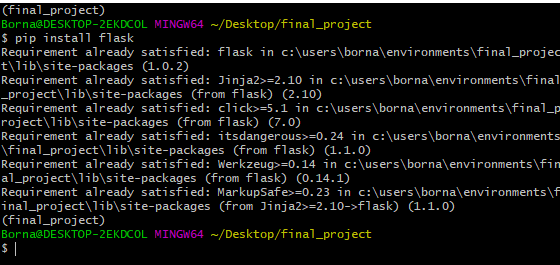 (final_project)
Borna@DESKTOP-2EKDCOL MINGW64 ~/Desktop/final_project
$ pip install flask
Requirement already satisfied: flask in c:\users\borna\environments\final_projec
t\lib\site-packages (1.0.2)
Requirement already satisfied: Jinja2>=2.10 in c:\users\borna\environments\final
_project\lib\site-packages (from flask) (2.10)
Requirement already satisfied: click>=5.1 in c:\users\borna\environments\final_p
roject\lib\site-packages (from flask) (7.0)
Requirement already satisfied: itsdangerous>=0.24 in c:\users\borna\environments
\final_project\lib\site-packages (from flask) (1.1.0)
Requirement already satisfied: Werkzeug>=0.14 in c:\users\borna\environments\fin
al_project\lib\site-packages (from flask) (0.14.1)
Requirement already satisfied: MarkupSafe>=0.23 in c:\users\borna\environments\f
inal_project\lib\site-packages (from Jinja2>=2.10->flask) (1.1.0)
(final_project)
Borna@DESKTOP-2EKDCOL MINGW64 ~/Desktop/final_project
$